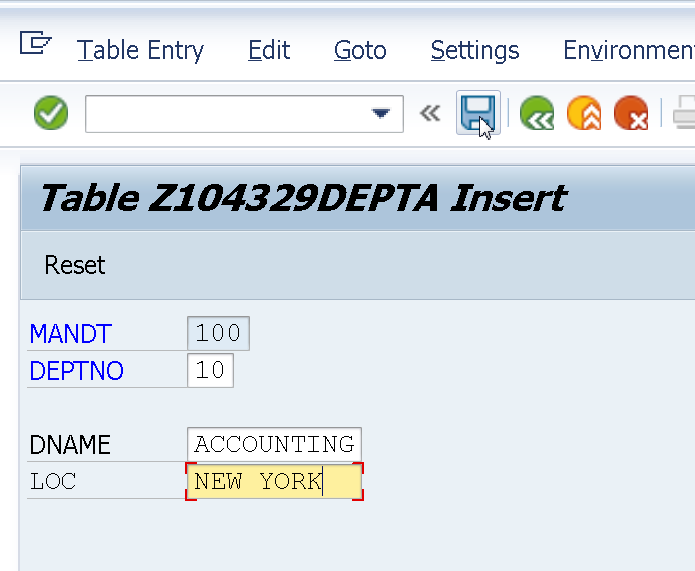 Table Entry Edit Goto Settings Environment
Table Z104329DEPTA Insert
Reset
MANDT 100
DEPTNO 10
DNAME ACCOUNTING
LOC NEW YORK